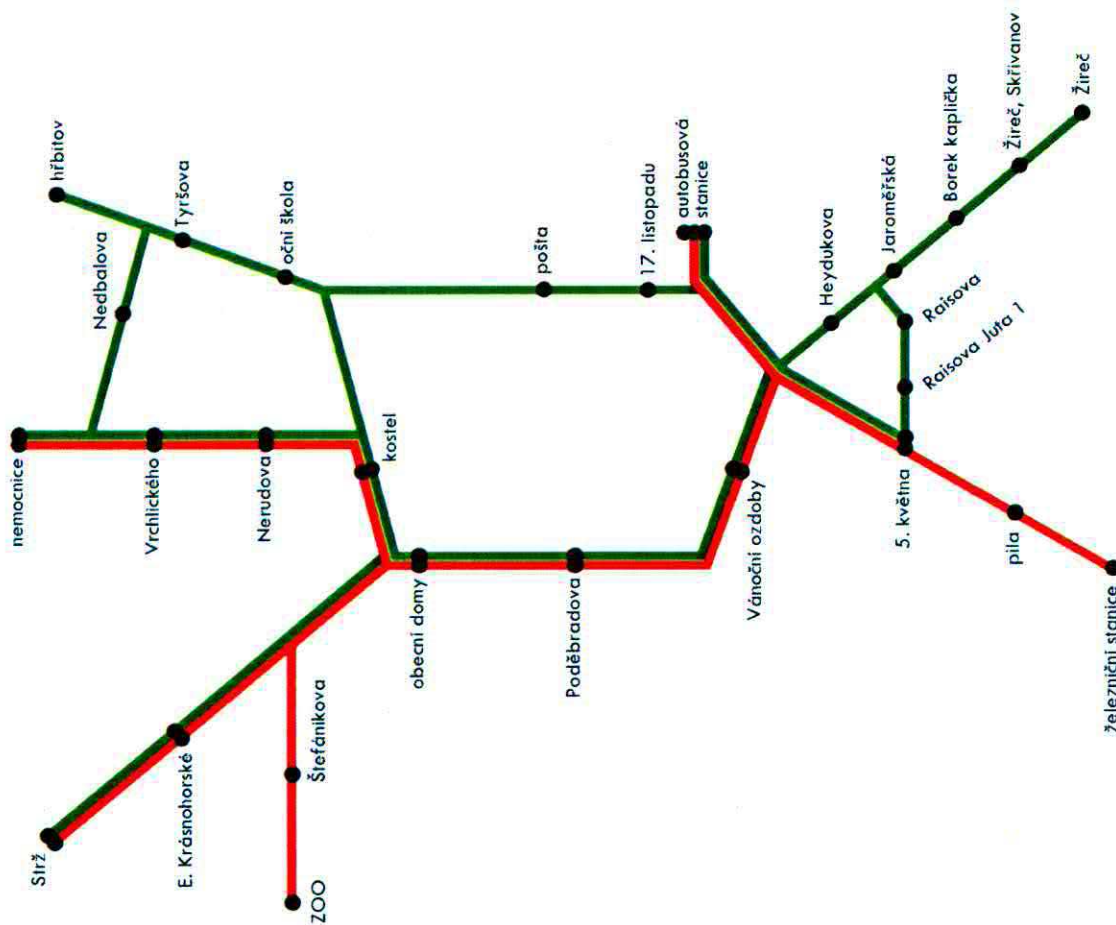 hřbitov
Nedbalova
Tyršova
oční škola
nemocnice
Vrchlického
Nerudova
kostel
pošta
17. listopadu
autobusová
stanice
Heydukova
Jaroměřská
Borek kaplička
Žireč, Skřivanov
Žireč
Raisova
Raisova Juta 1
Strž
E. Krásnohorské
ZOO
Štefánikova
obecní domy
Poděbradova
Vánoční ozdoby
5. května
pila
železniční stanice